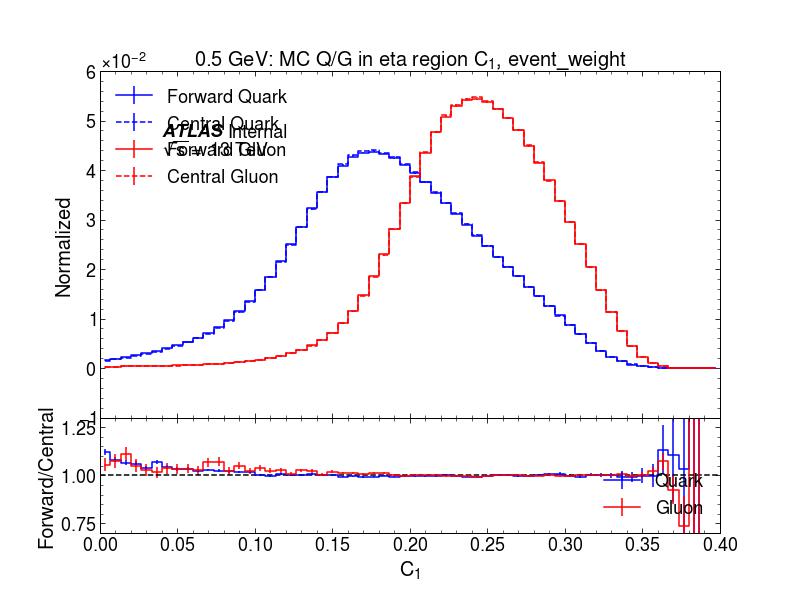 ×10⁻²
0.5 GeV: MC Q/G in eta region C₁, event_weight
6
5
4
3
2
1
0
−1
Normalized
Forward Quark
Central Quark
ATLAS Internal
√s = 13 TeV
Forward Gluon
Central Gluon
1.25
1.00
0.75
Forward/Central
Quark
Gluon
0.00 0.05 0.10 0.15 0.20 0.25 0.30 0.35 0.40
C₁